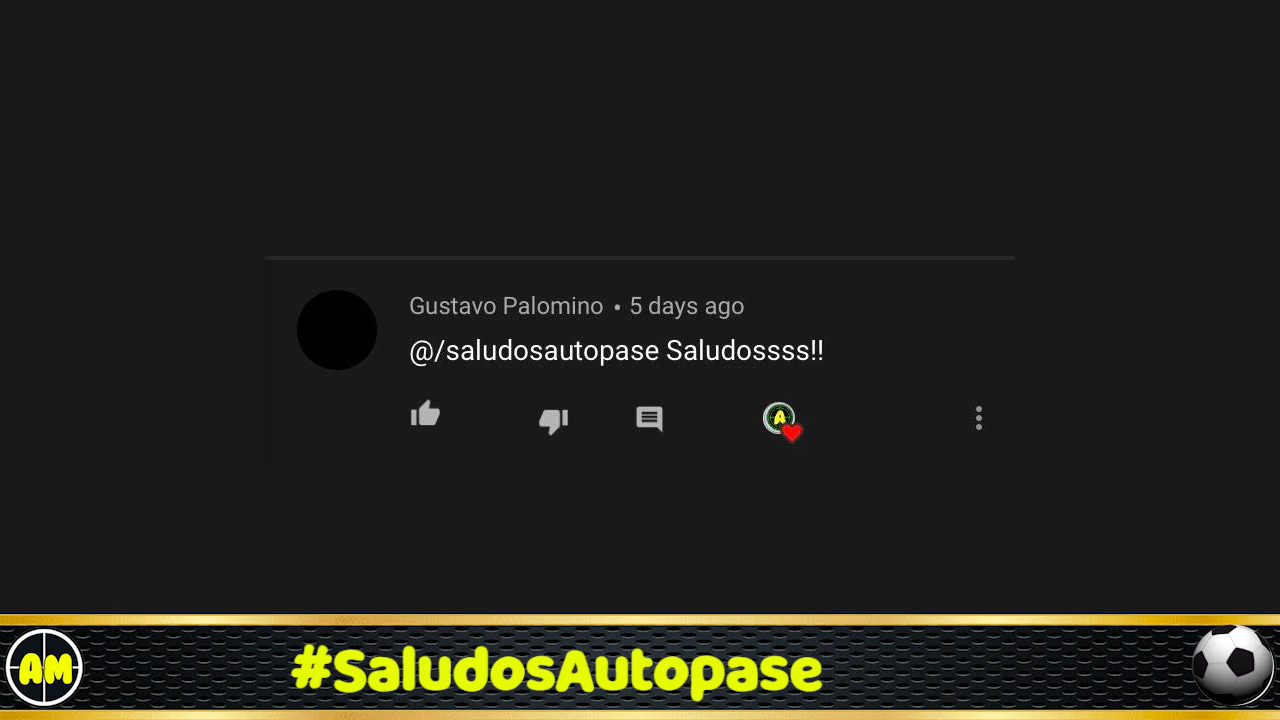 Gustavo Palomino • 5 days ago
@/saludosautopase Saludossss!!
A
AM
#SaludosAutopase